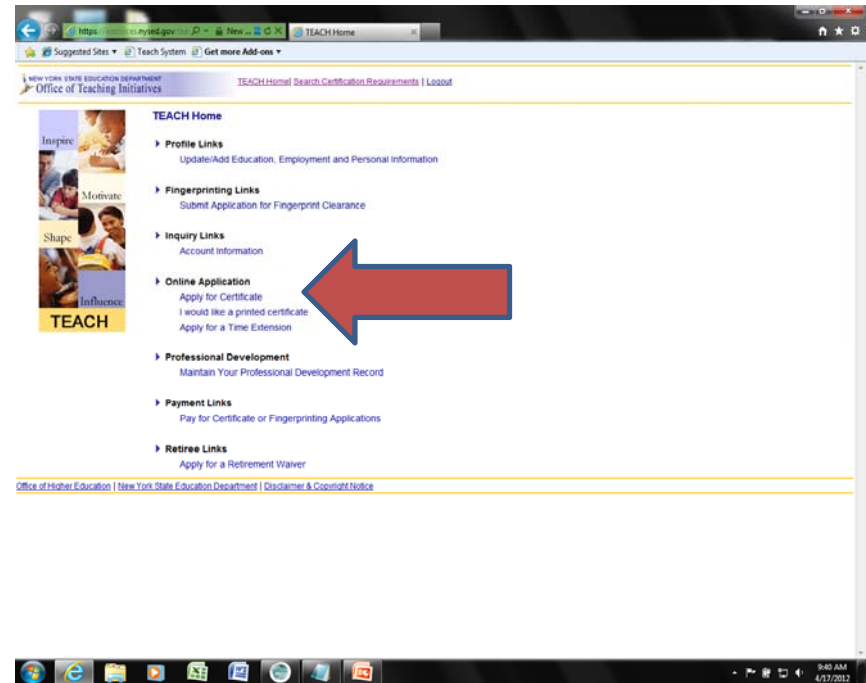 TEACH Home
Suggested Sites ▾ Teach System Get more Add-ons ▾
NEW YORK STATE EDUCATION DEPARTMENT
Office of Teaching Initiatives
TEACH Home| Search Certification Requirements | Logout
TEACH Home
Inspire
Motivate
Shape
Influence
TEACH
Profile Links
Update/Add Education, Employment and Personal Information
Fingerprinting Links
Submit Application for Fingerprint Clearance
Inquiry Links
Account Information
Online Application
Apply for Certificate
I would like a printed certificate
Apply for a Time Extension
Professional Development
Maintain Your Professional Development Record
Payment Links
Pay for Certificate or Fingerprinting Applications
Retiree Links
Apply for a Retirement Waiver
Office of Higher Education | New York State Education Department | Disclaimer & Copyright Notice
9:40 AM
4/17/2012